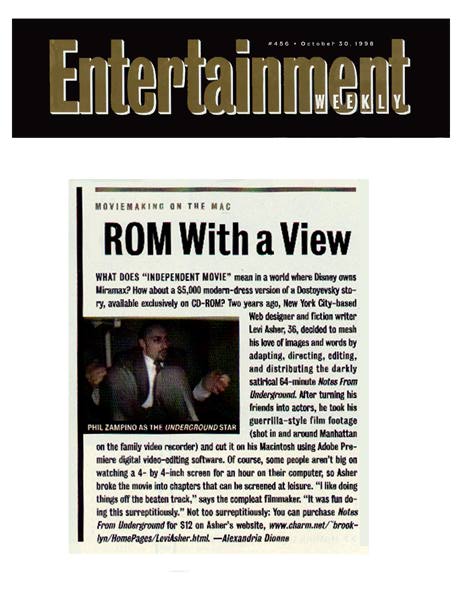 #456 • October 30, 1998
Entertainment
WEEKLY
MOVIEMAKING ON THE MAC
ROM With a View
WHAT DOES “INDEPENDENT MOVIE” mean in a world where Disney owns
Miramax? How about a $5,000 modern-dress version of a Dostoyevsky sto-
ry, available exclusively on CD-ROM? Two years ago, New York City-based
Web designer and fiction writer
Levi Asher, 36, decided to mesh
his love of images and words by
adapting, directing, editing,
and distributing the darkly
satirical 64-minute Notes From
Underground. After turning his
friends into actors, he took his
guerrilla-style film footage
(shot in and around Manhattan
PHIL ZAMPINO AS THE UNDERGROUND STAR
on the family video recorder) and cut it on his Macintosh using Adobe Pre-
miere digital video-editing software. Of course, some people aren’t big on
watching a 4- by 4-inch screen for an hour on their computer, so Asher
broke the movie into chapters that can be screened at leisure. “I like doing
things off the beaten track,” says the compleat filmmaker. “It was fun do-
ing this surreptitiously.” Not too surreptitiously: You can purchase Notes
From Underground for $12 on Asher’s website, www.charm.net/~brook-
lyn/HomePages/LeviAsher.html. —Alexandria Dionne